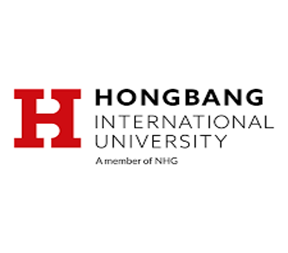 H HONGBANG
INTERNATIONAL
UNIVERSITY
A member of NHG